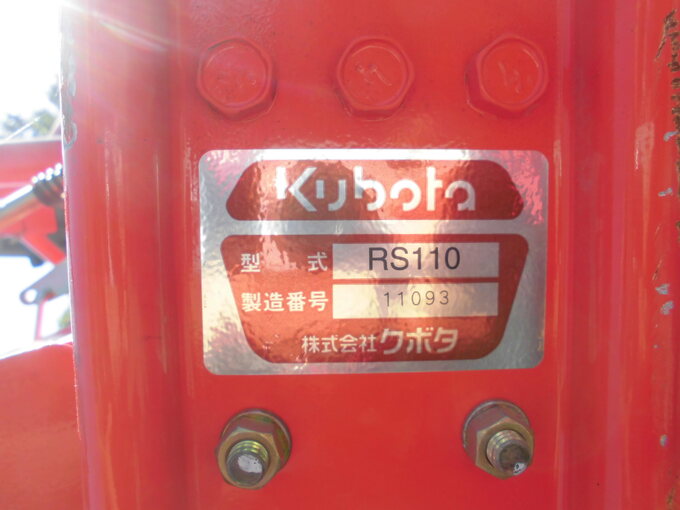 Kubota
型式 RS110
製造番号 11093
株式会社クボタ